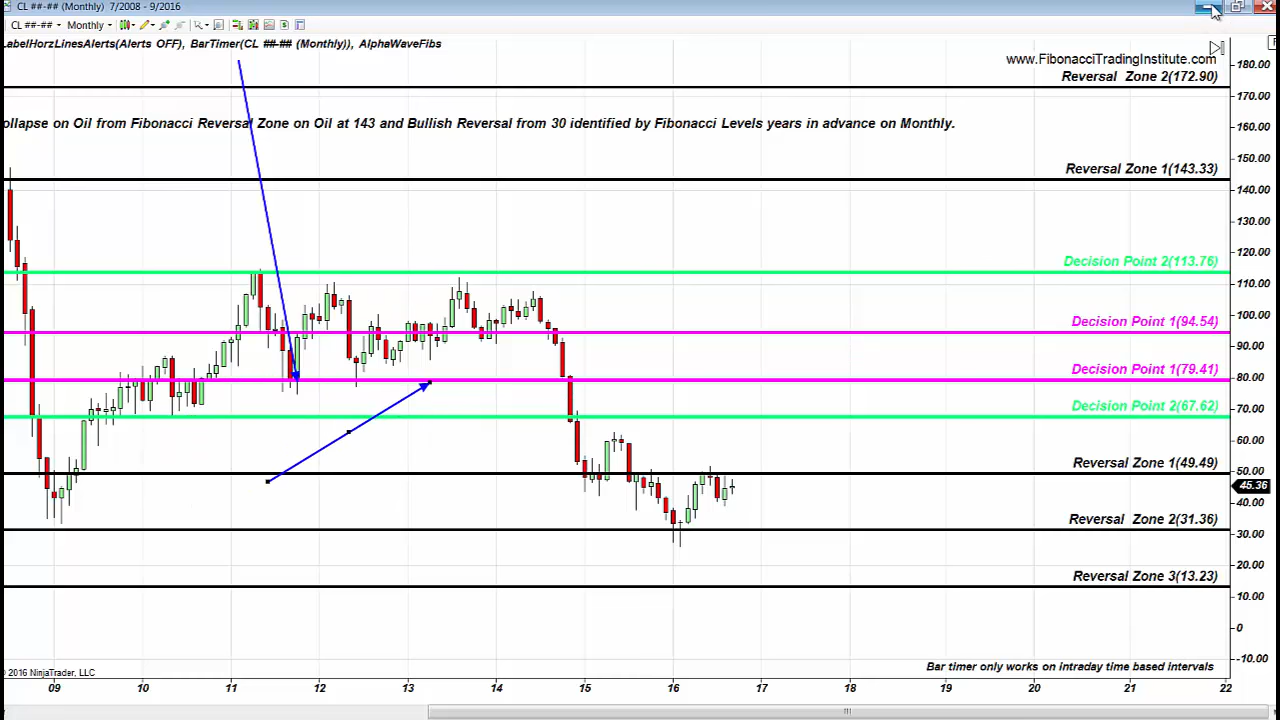 CL ##-## (Monthly) 7/2008 - 9/2016
CL ##-## Monthly
LabelHorzLinesAlerts(Alerts OFF), BarTimer(CL ##-## (Monthly)), AlphaWaveFibs
www.FibonacciTradingInstitute.com
180.00
Reversal Zone 2(172.90)
170.00
ollapse on Oil from Fibonacci Reversal Zone on Oil at 143 and Bullish Reversal from 30 identified by Fibonacci Levels years in advance on Monthly.
160.00
150.00
Reversal Zone 1(143.33)
140.00
130.00
120.00
Decision Point 2(113.76)
110.00
100.00
Decision Point 1(94.54)
90.00
Decision Point 1(79.41)
80.00
Decision Point 2(67.62)
70.00
60.00
Reversal Zone 1(49.49)
50.00
45.36
40.00
Reversal Zone 2(31.36)
30.00
20.00
Reversal Zone 3(13.23)
10.00
0
-10.00
Bar timer only works on intraday time based intervals
© 2016 NinjaTrader, LLC
09 10 11 12 13 14 15 16 17 18 19 20 21 22